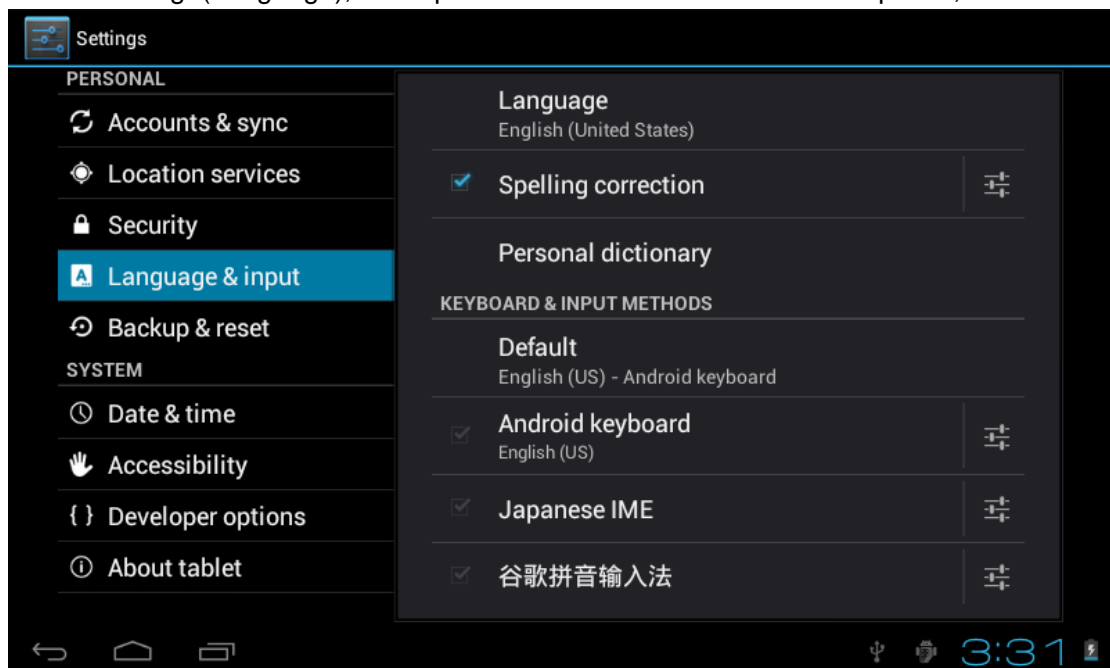 Settings
PERSONAL
Accounts & sync
Location services
Security
Language & input
Backup & reset
SYSTEM
Date & time
Accessibility
{ } Developer options
About tablet
Language
English (United States)
Spelling correction
Personal dictionary
KEYBOARD & INPUT METHODS
Default
English (US) - Android keyboard
Android keyboard
English (US)
Japanese IME
谷歌拼音输入法
3:31